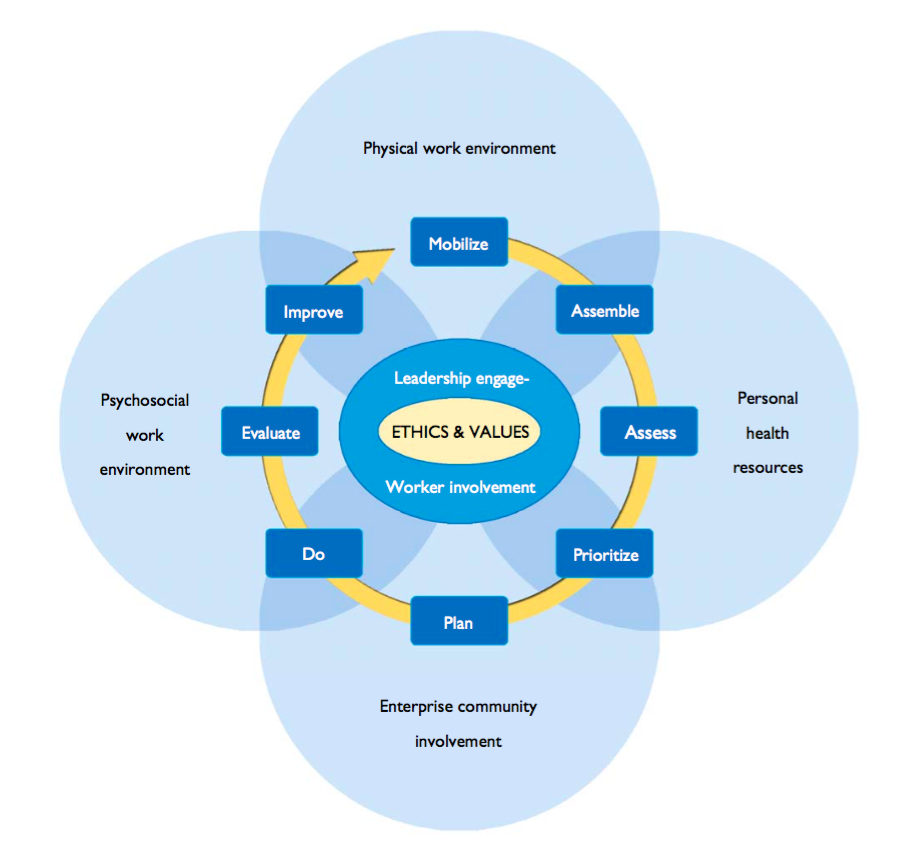 Physical work environment
Mobilize
Improve
Assemble
Leadership engage-
Psychosocial
work
environment
Evaluate
ETHICS & VALUES
Assess
Personal
health
resources
Worker involvement
Do
Prioritize
Plan
Enterprise community
involvement